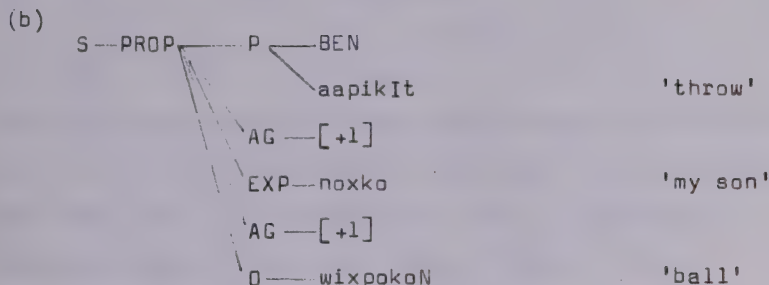 (b)
S PROP P BEN
aapikIt 'throw'
AG [+1]
EXP noxko 'my son'
AG [+1]
O wixpokoN 'ball'